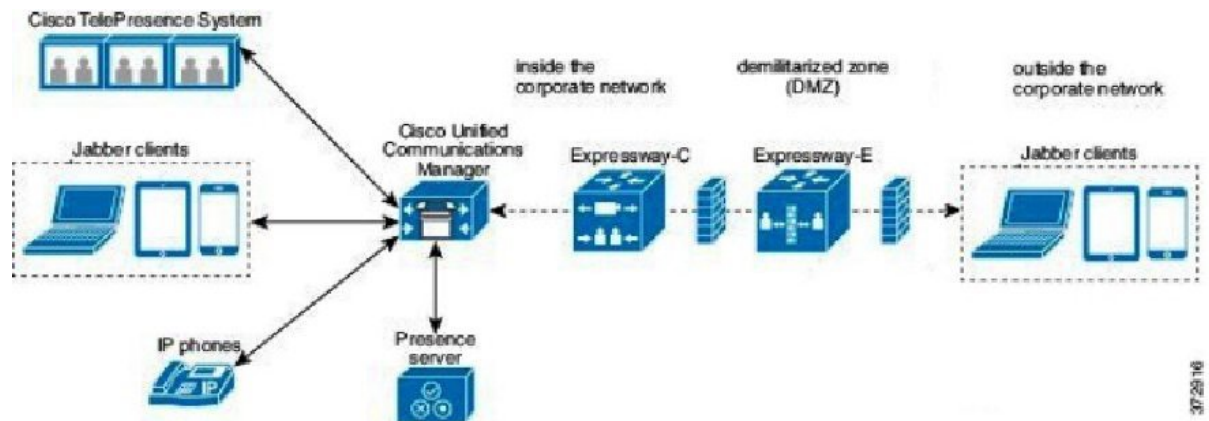 Cisco TelePresence System
inside the
corporate network
demilitarized zone
(DMZ)
outside the
corporate network
Jabber clients
Cisco Unified
Communications
Manager
Expressway-C
Expressway-E
Jabber clients
IP phones
IP
Presence
server
372916